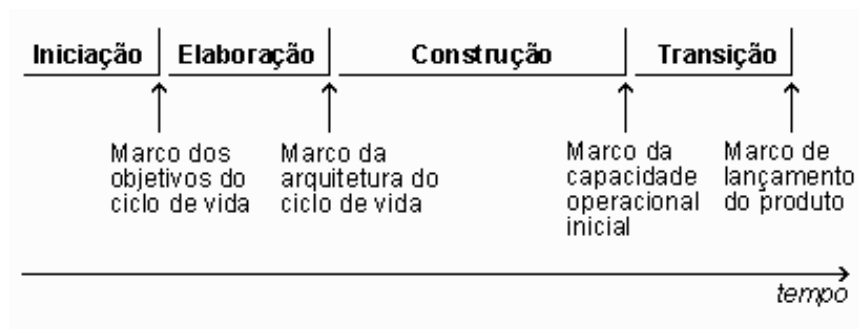 Iniciação Elaboração Construção Transição
Marco dos
objetivos do
ciclo de vida
Marco da
arquitetura do
ciclo de vida
Marco da
capacidade
operacional
inicial
Marco de
lançamento
do produto
tempo